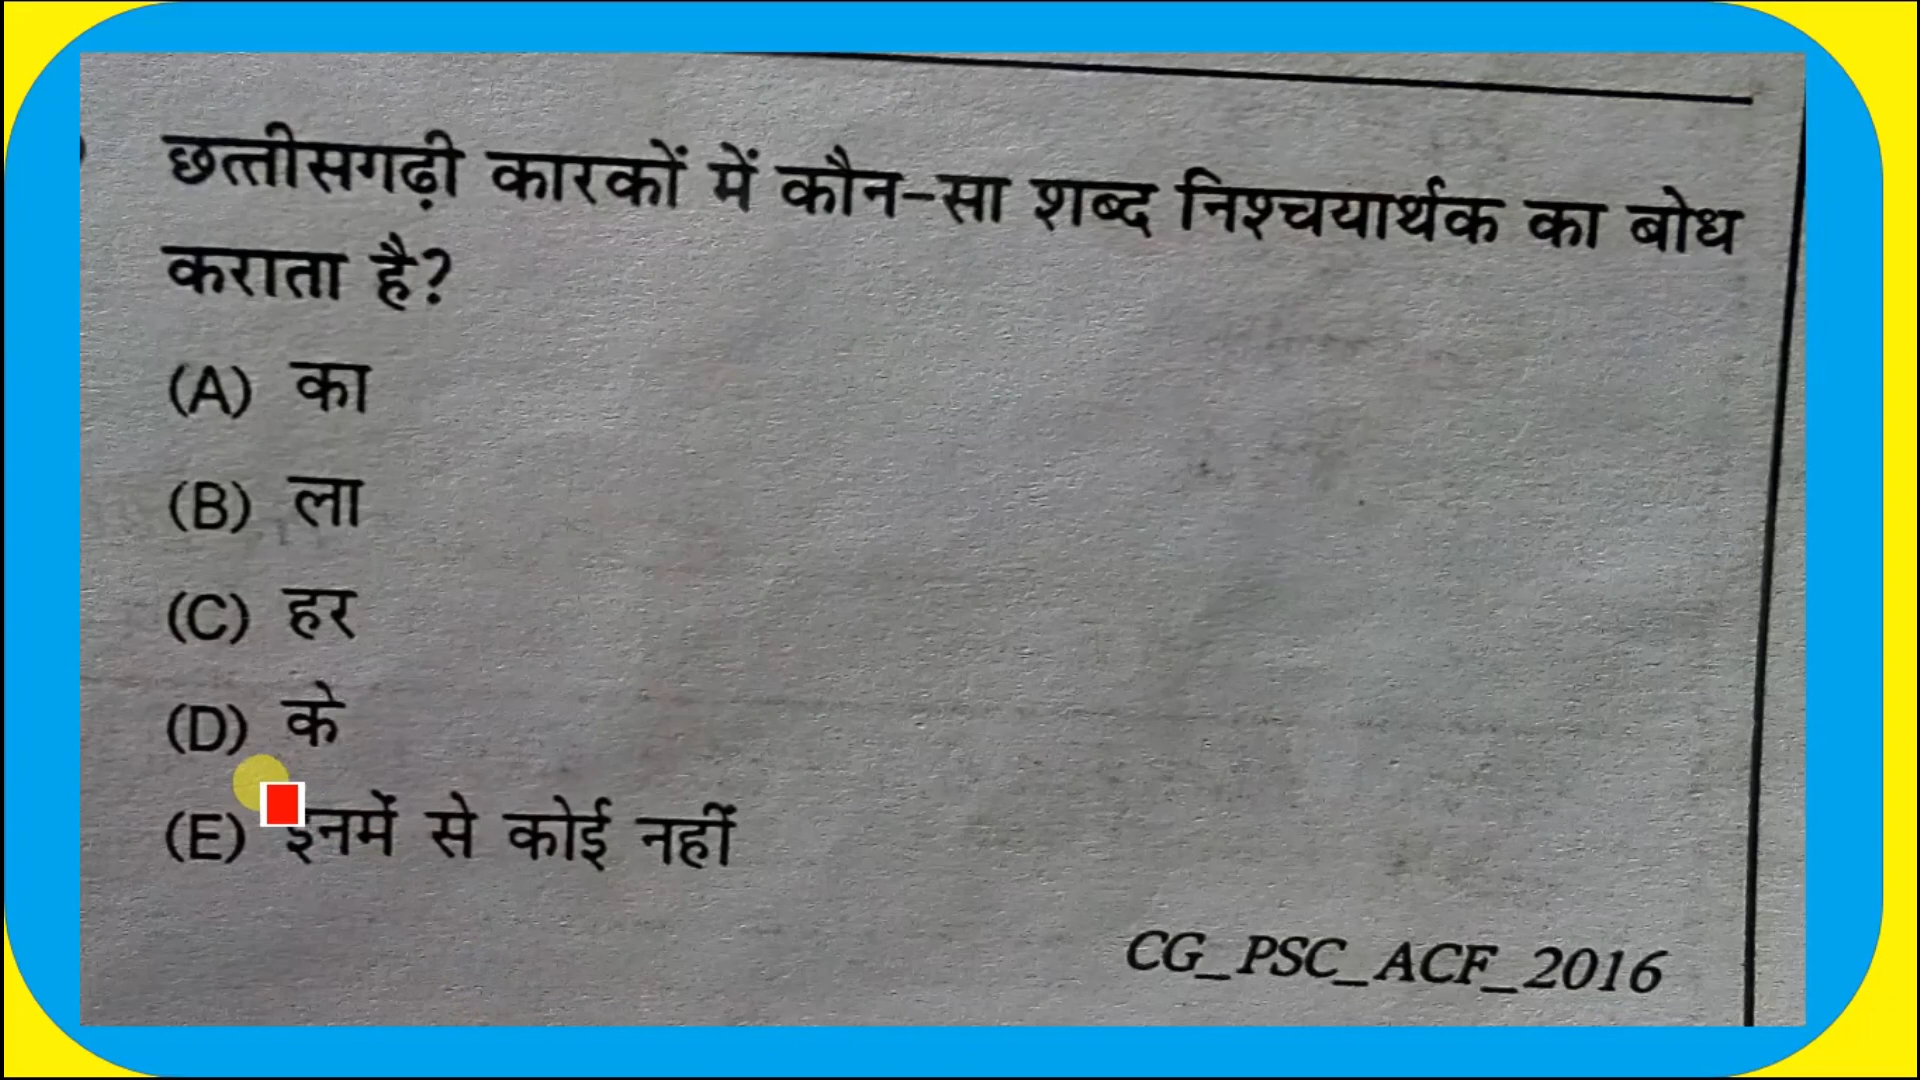 छत्तीसगढ़ी कारकों में कौन-सा शब्द निश्चयार्थक का बोध
कराता है?
(A) का
(B) ला
(C) हर
(D) के
(E) इनमें से कोई नहीं
CG_PSC_ACF_2016